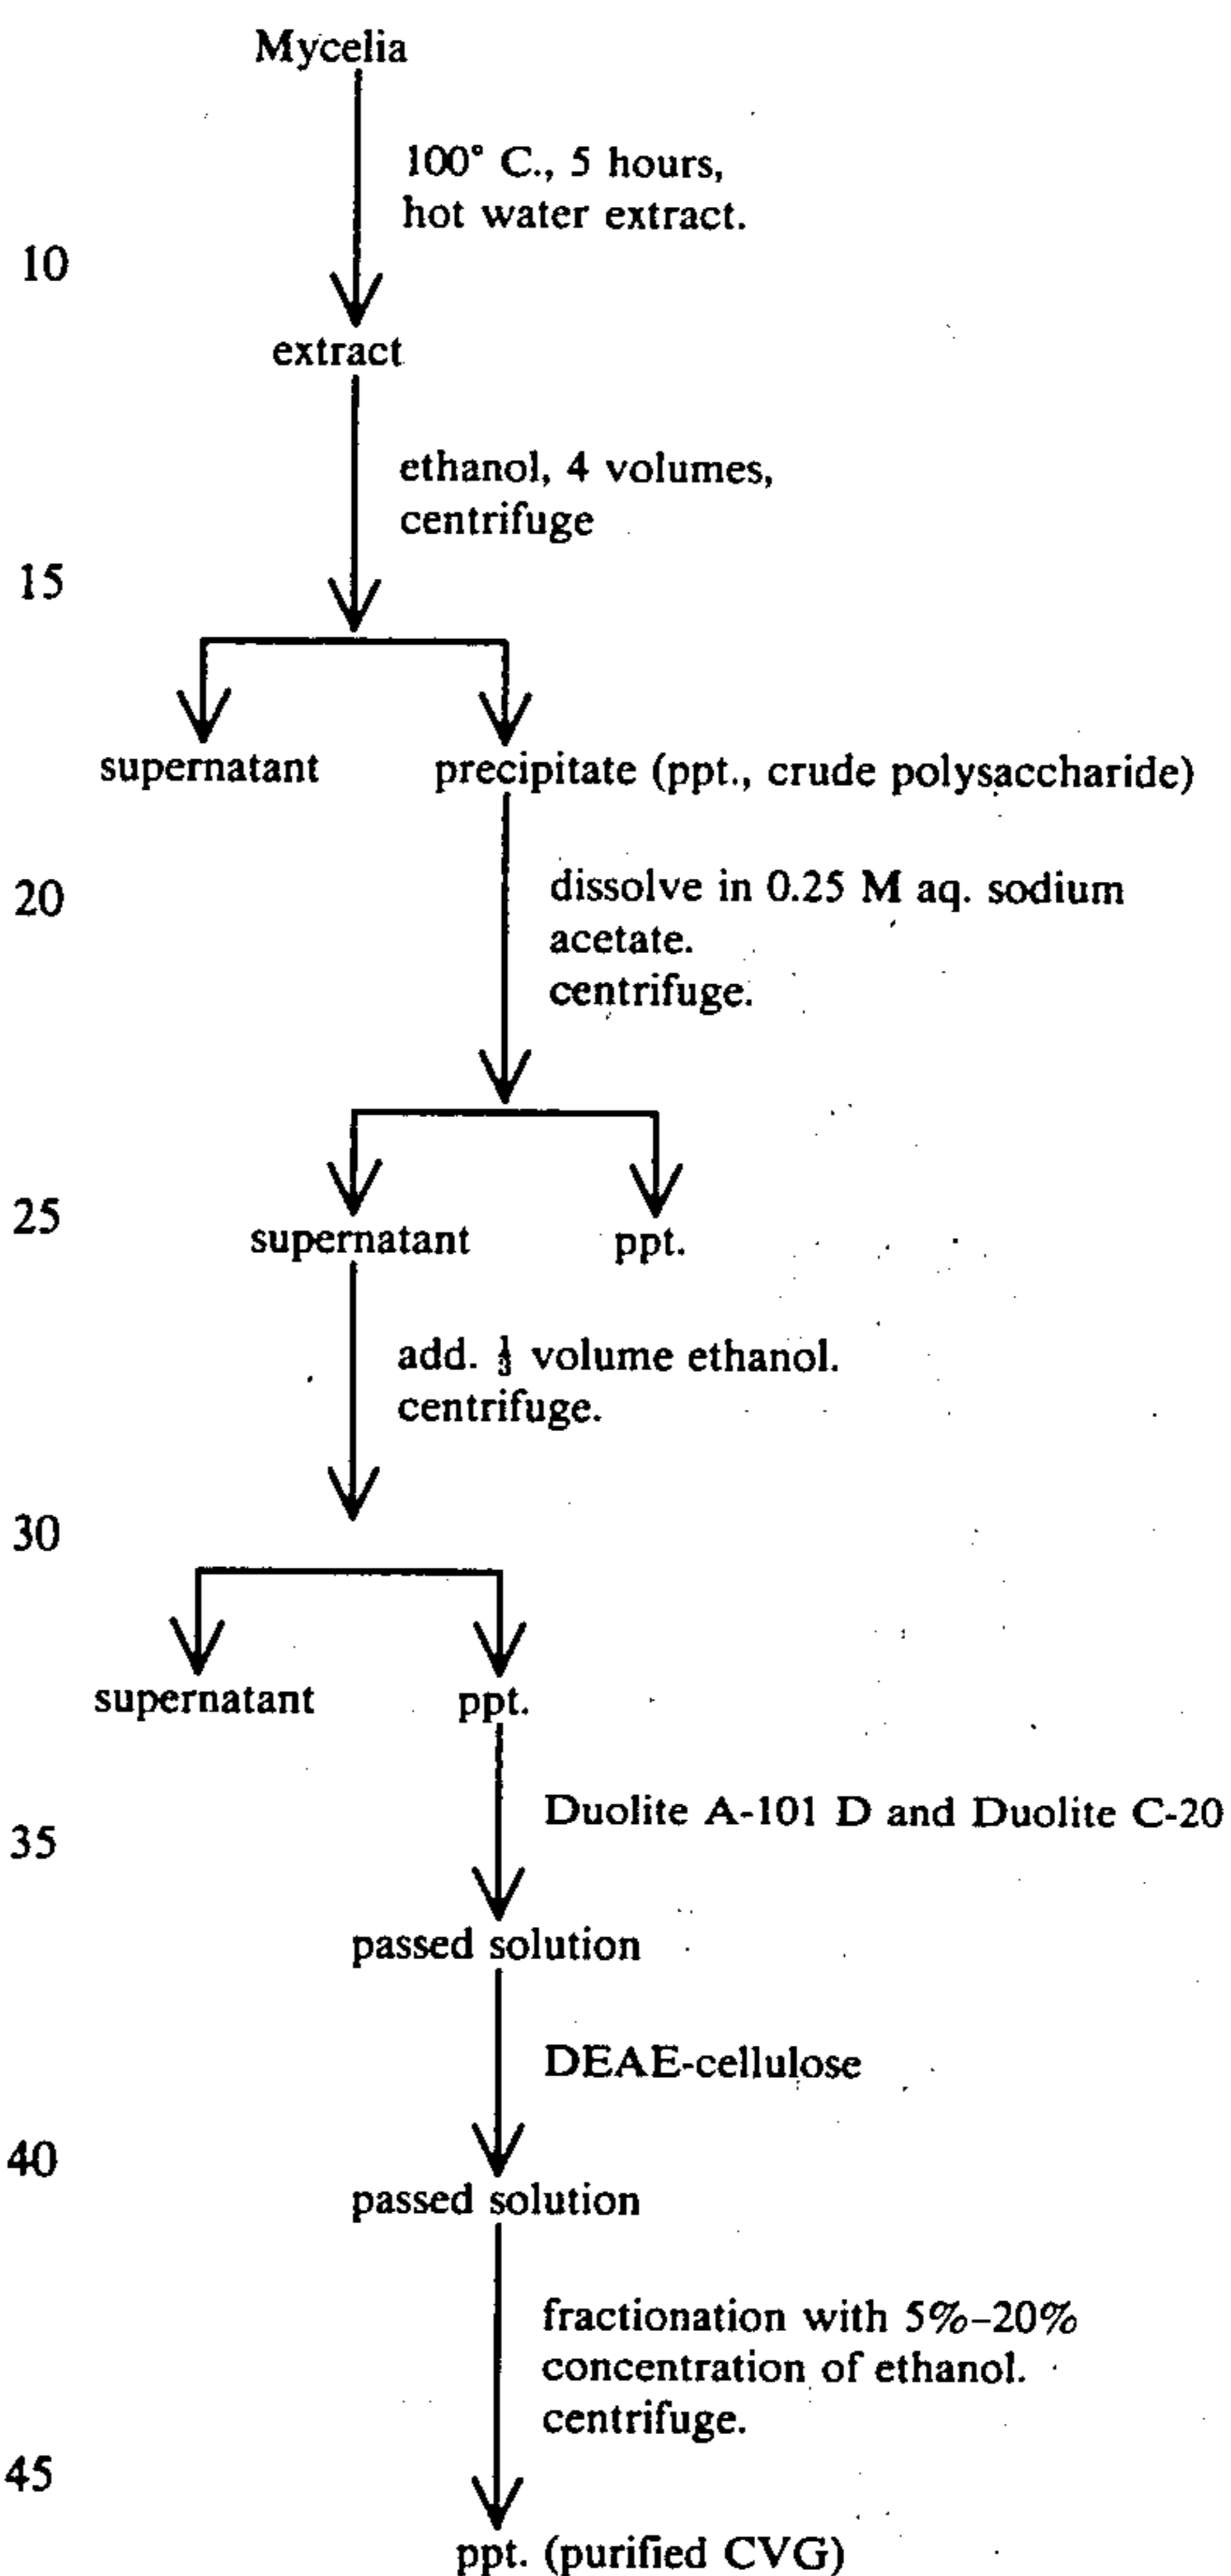 Mycelia
100° C., 5 hours,
hot water extract.
10
extract
ethanol, 4 volumes,
centrifuge
15
supernatant precipitate (ppt., crude polysaccharide)
20
dissolve in 0.25 M aq. sodium
acetate.
centrifuge.
25
supernatant ppt.
add. ⅓ volume ethanol.
centrifuge.
30
supernatant ppt.
Duolite A-101 D and Duolite C-20
35
passed solution
DEAE-cellulose
40
passed solution
fractionation with 5%–20%
concentration of ethanol.
centrifuge.
45
ppt. (purified CVG)